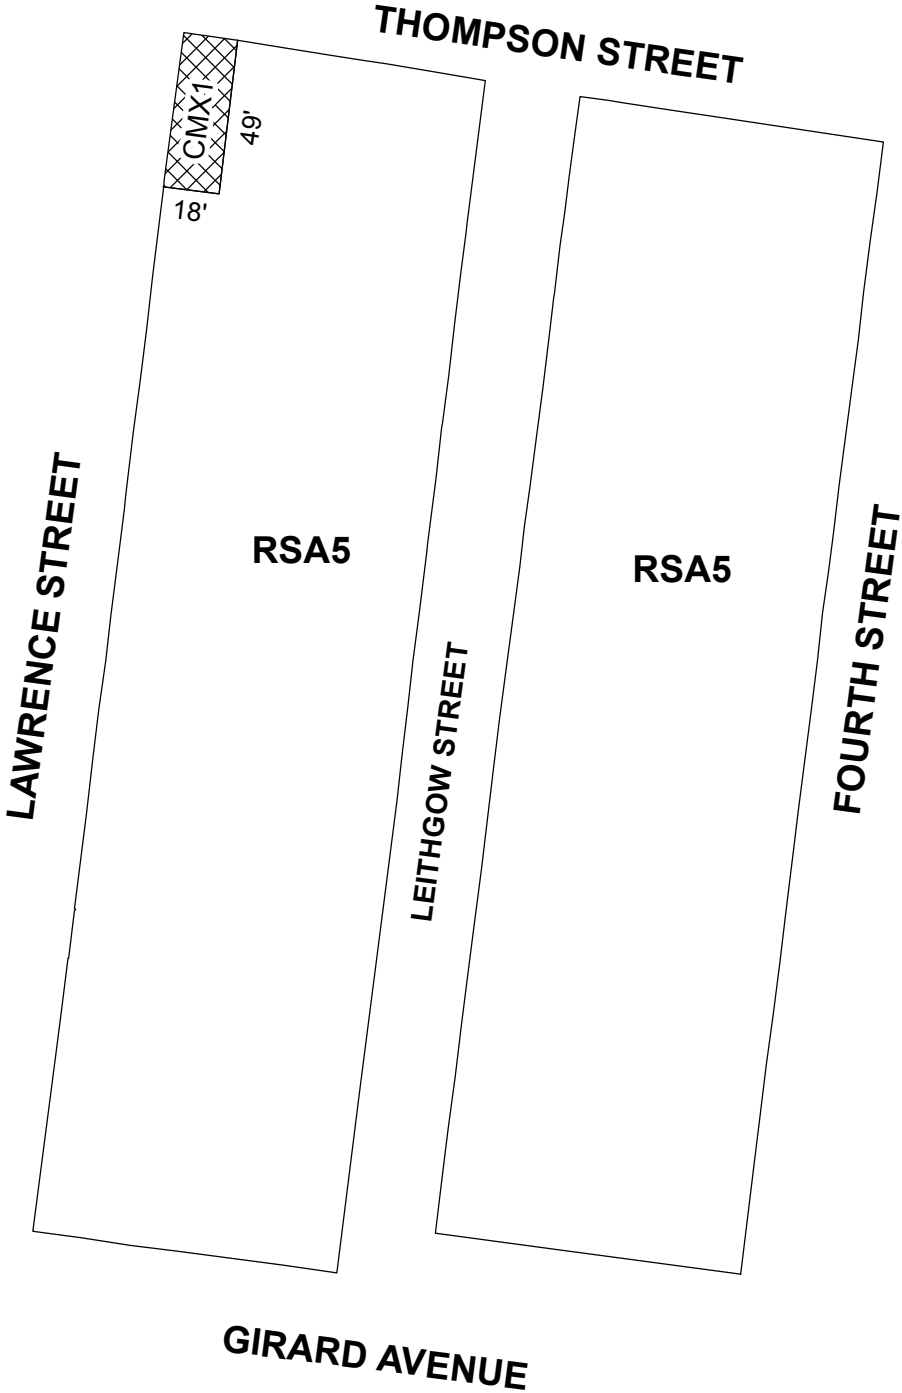 THOMPSON STREET
CMX1
49'
18'
RSA5
RSA5
LAWRENCE STREET
LEITHGOW STREET
FOURTH STREET
GIRARD AVENUE